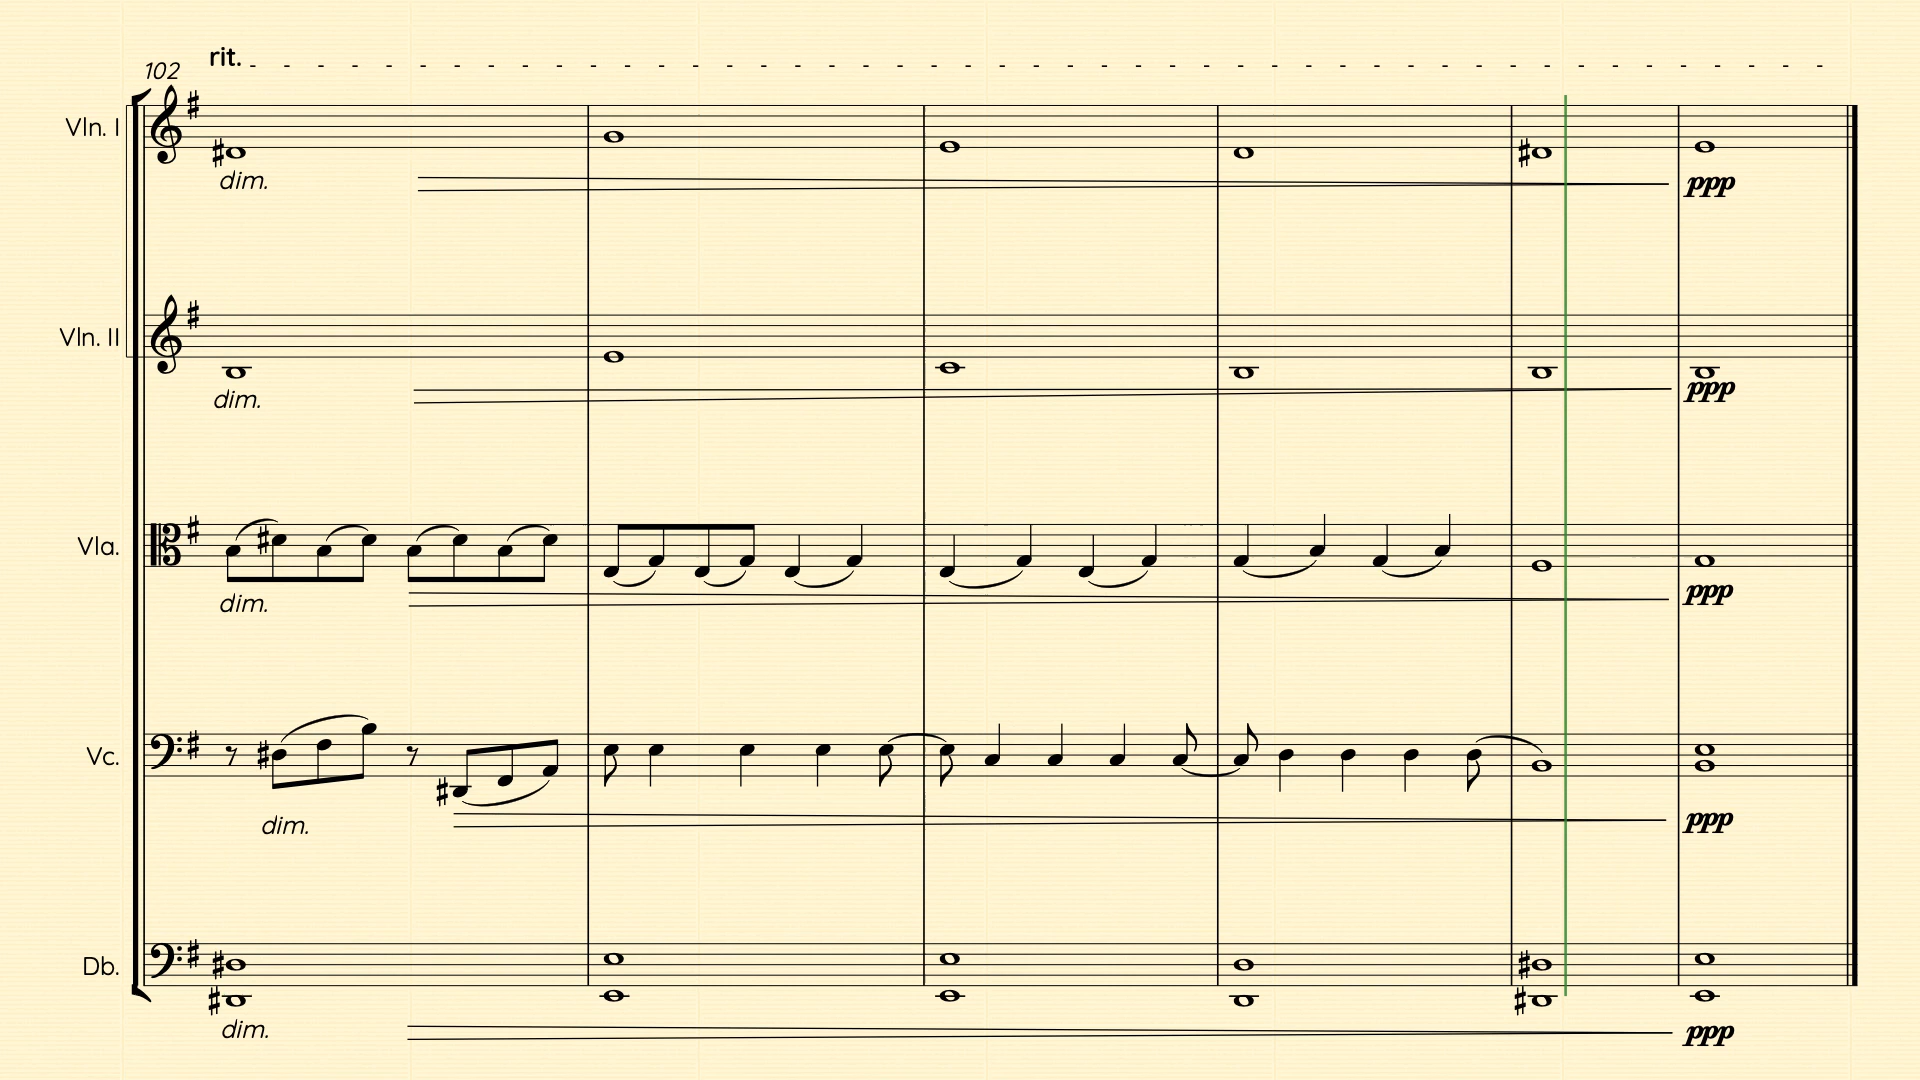 rit.
102
Vln. I
dim.
ppp
Vln. II
dim.
ppp
Vla.
dim.
ppp
Vc.
dim.
ppp
Db.
dim.
ppp